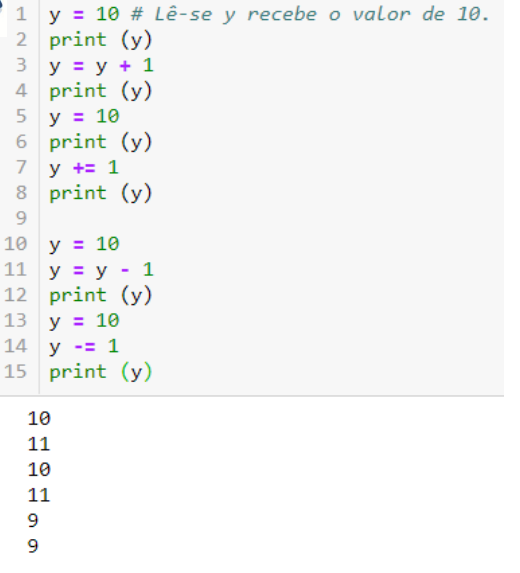 1 y = 10 # Lê-se y recebe o valor de 10.
2 print (y)
3 y = y + 1
4 print (y)
5 y = 10
6 print (y)
7 y += 1
8 print (y)
9
10 y = 10
11 y = y - 1
12 print (y)
13 y = 10
14 y -= 1
15 print (y)
10
11
10
11
9
9